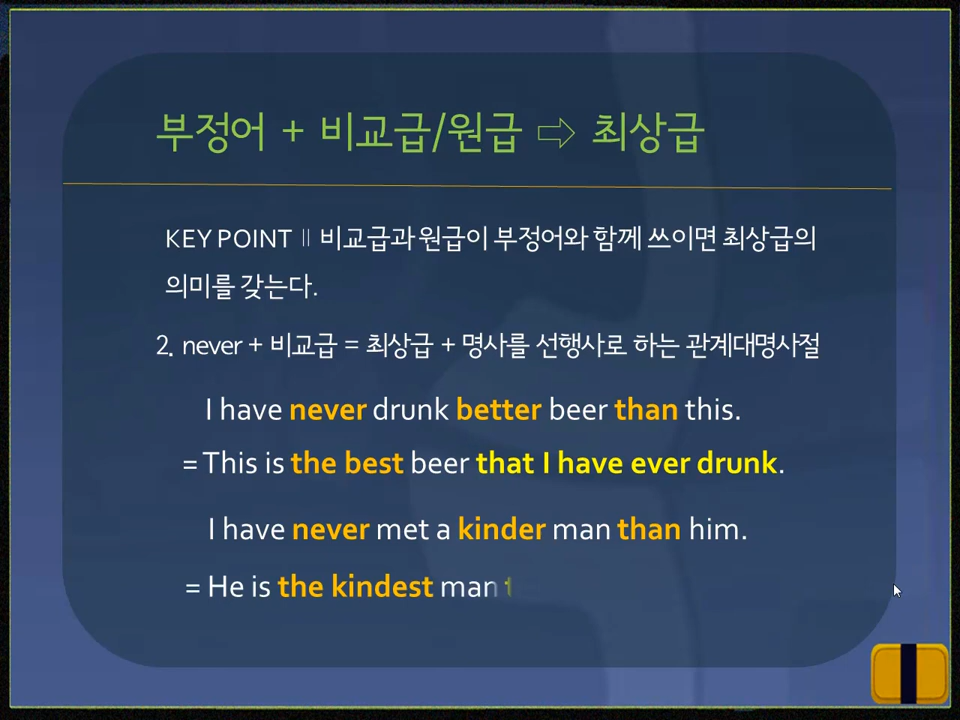 부정어 + 비교급/원급 ⇨ 최상급
KEY POINT ∥ 비교급과 원급이 부정어와 함께 쓰이면 최상급의
의미를 갖는다.
2. never + 비교급 = 최상급 + 명사를 선행사로 하는 관계대명사절
I have never drunk better beer than this.
= This is the best beer that I have ever drunk.
I have never met a kinder man than him.
= He is the kindest man t